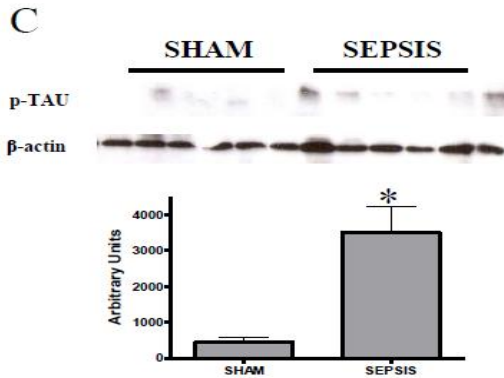 C
SHAM SEPSIS
p-TAU
β-actin
*
Arbitrary Units
4000
3000
2000
1000
0
SHAM SEPSIS